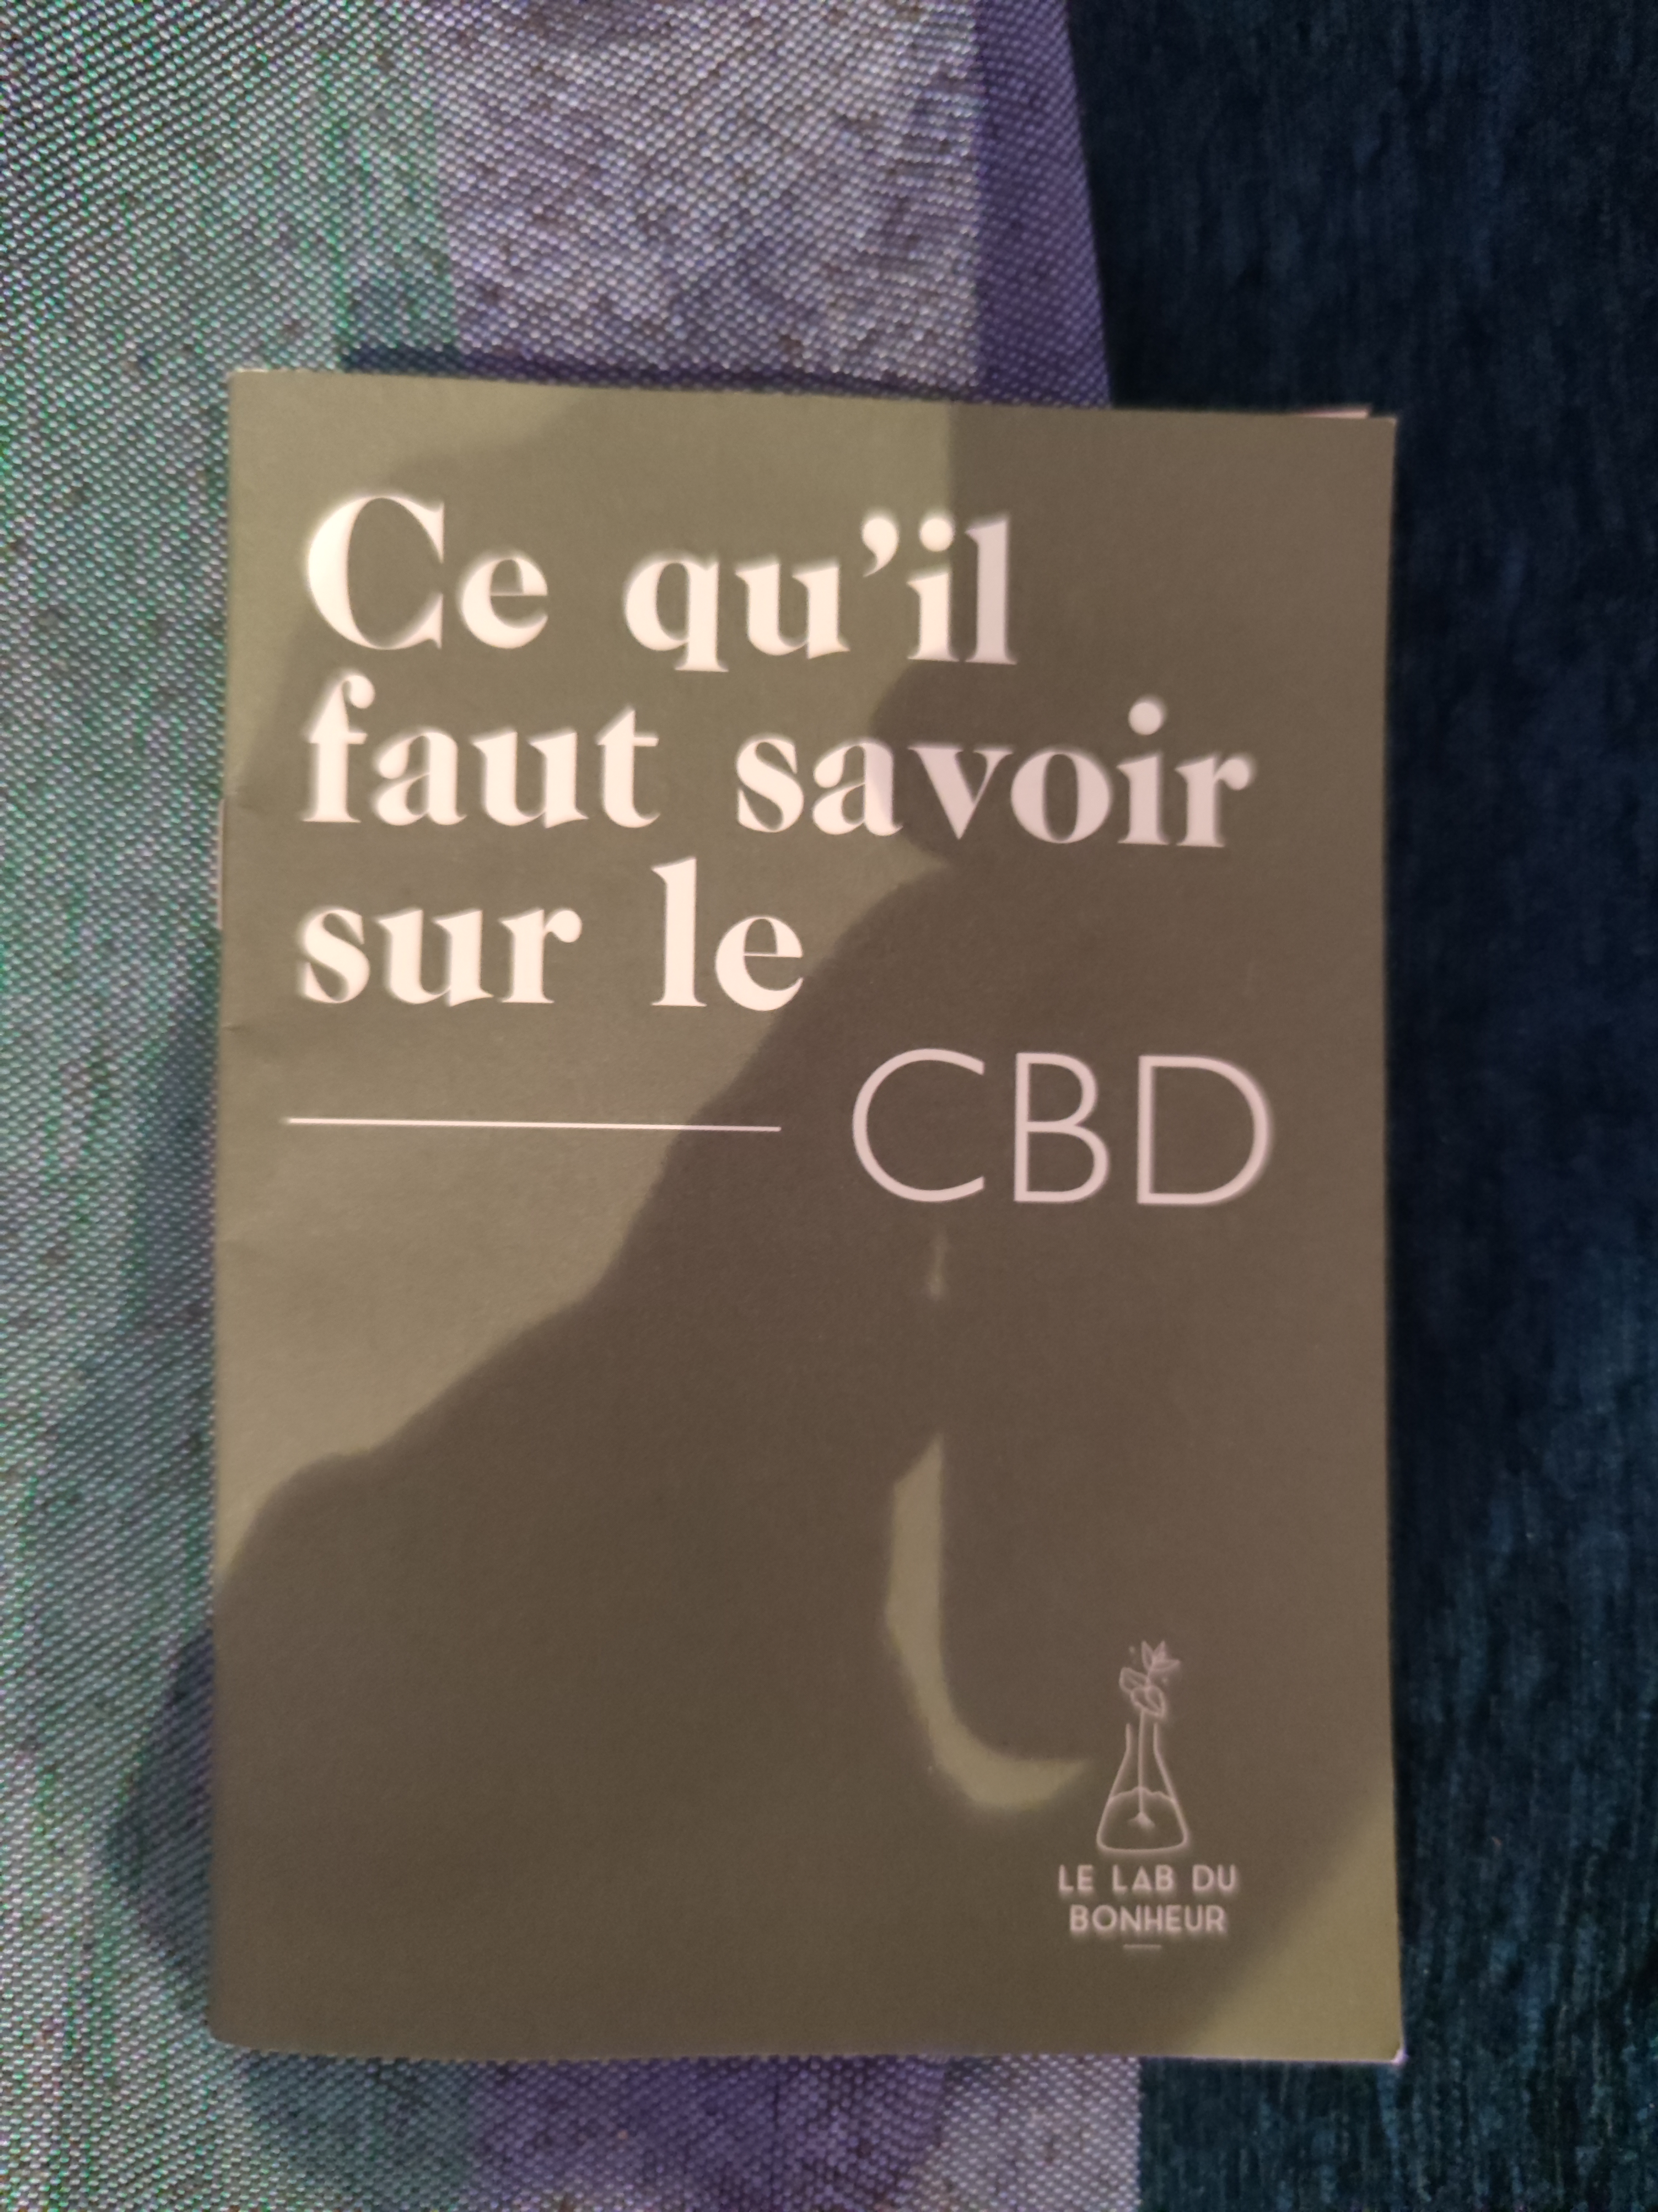 Ce qu’il
faut savoir
sur le
CBD
LE LAB DU
BONHEUR